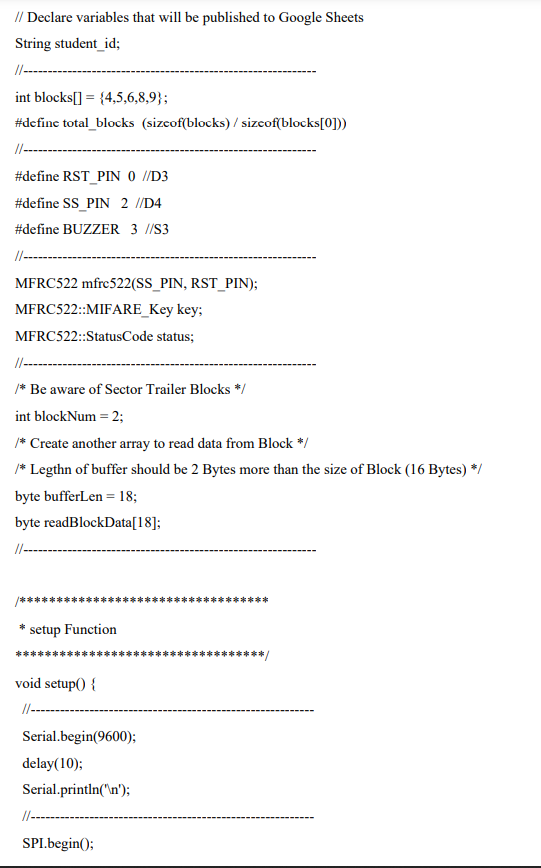 // Declare variables that will be published to Google Sheets
String student_id;
//------------------------------------------------------------
int blocks[] = {4,5,6,8,9};
#define total_blocks  (sizeof(blocks) / sizeof(blocks[0]))
//------------------------------------------------------------
#define RST_PIN  0  //D3
#define SS_PIN   2  //D4
#define BUZZER   3  //S3
//------------------------------------------------------------
MFRC522 mfrc522(SS_PIN, RST_PIN);
MFRC522::MIFARE_Key key;
MFRC522::StatusCode status;
//------------------------------------------------------------
/* Be aware of Sector Trailer Blocks */
int blockNum = 2;
/* Create another array to read data from Block */
/* Legthn of buffer should be 2 Bytes more than the size of Block (16 Bytes) */
byte bufferLen = 18;
byte readBlockData[18];
//------------------------------------------------------------
/**********************************
* setup Function
**********************************/
void setup() {
//----------------------------------------------------------
Serial.begin(9600);
delay(10);
Serial.println('\n');
//----------------------------------------------------------
SPI.begin();